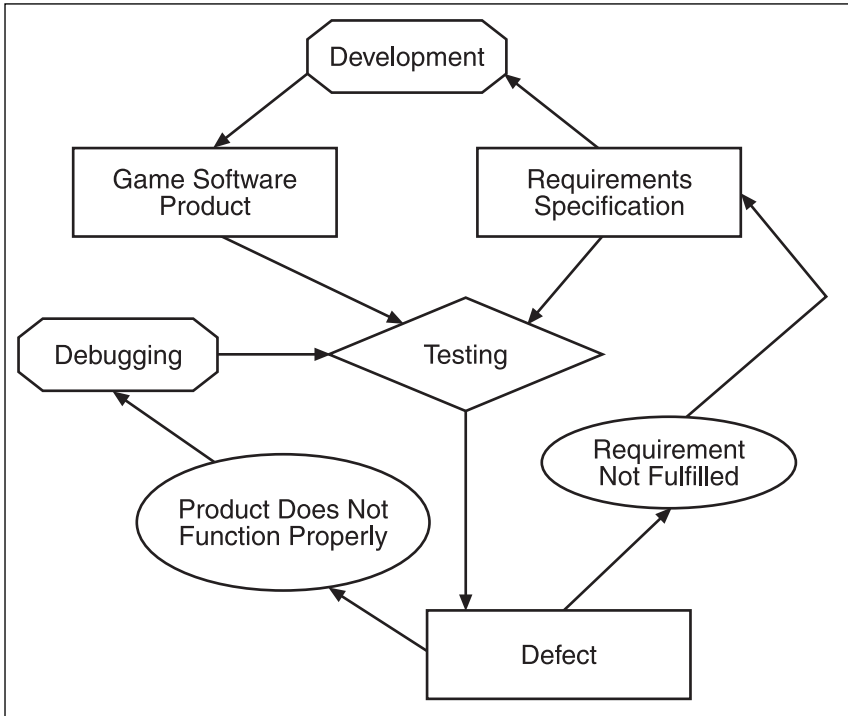 Development
Game Software
Product
Requirements
Specification
Debugging
Testing
Requirement
Not Fulfilled
Product Does Not
Function Properly
Defect